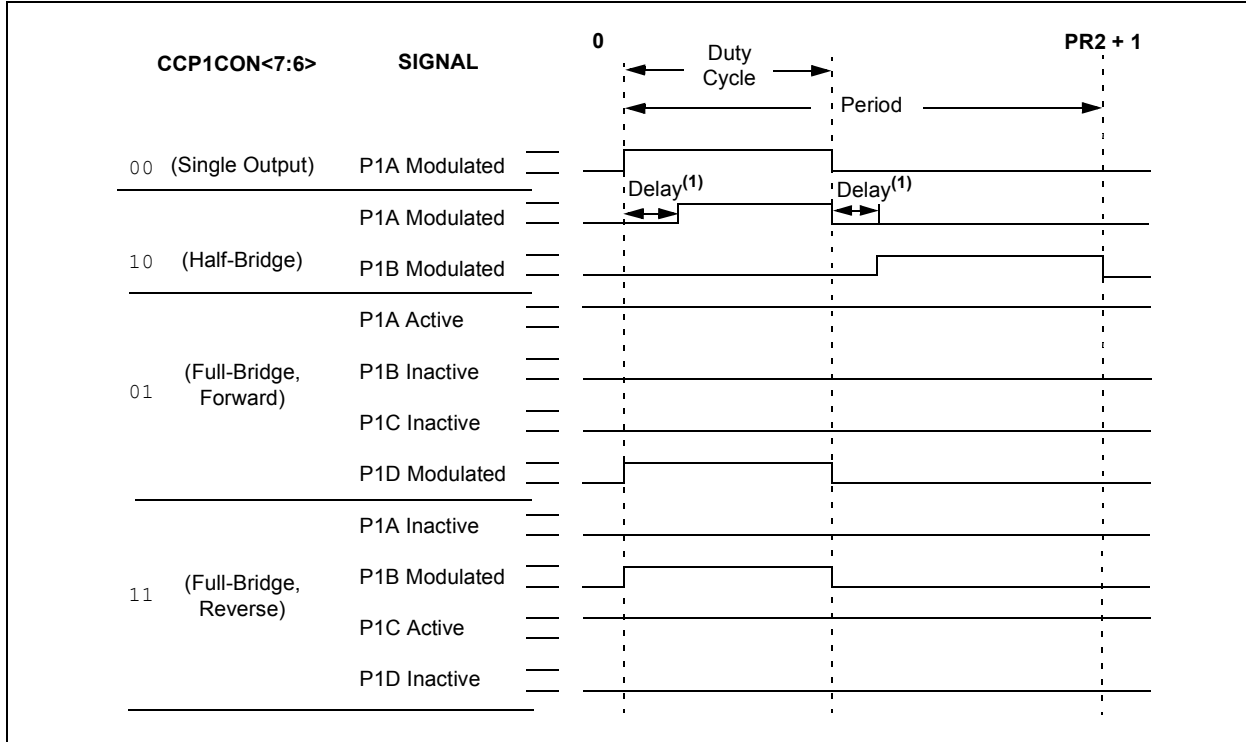 CCP1CON<7:6>
SIGNAL
0
Duty
Cycle
PR2 + 1
Period
00 (Single Output)
P1A Modulated
Delay(1)
Delay(1)
P1A Modulated
10 (Half-Bridge)
P1B Modulated
P1A Active
01 (Full-Bridge,
Forward)
P1B Inactive
P1C Inactive
P1D Modulated
P1A Inactive
11 (Full-Bridge,
Reverse)
P1B Modulated
P1C Active
P1D Inactive